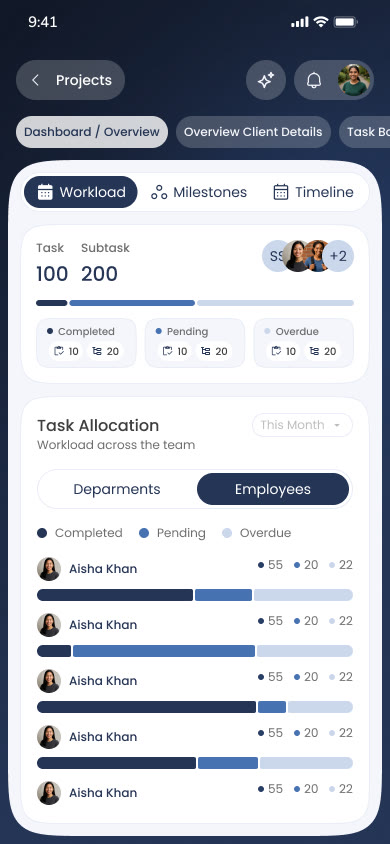 9:41
Projects
Dashboard / Overview Overview Client Details Task Bo
Workload Milestones Timeline
Task Subtask
100 200
SS +2
Completed Pending Overdue
10 20 10 20 10 20
Task Allocation
This Month
Workload across the team
Deparments Employees
Completed Pending Overdue
Aisha Khan 55 20 22
Aisha Khan 55 20 22
Aisha Khan 55 20 22
Aisha Khan 55 20 22
Aisha Khan 55 20 22